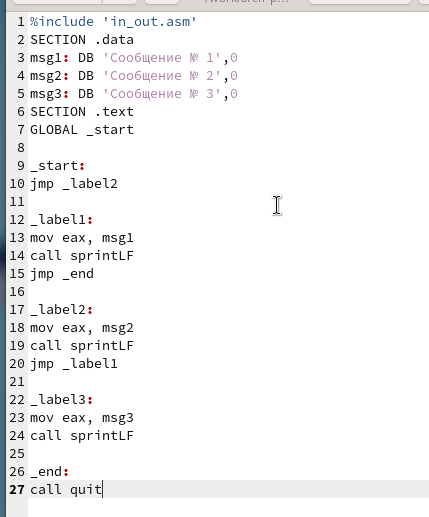 1 %include 'in_out.asm'
2 SECTION .data
3 msg1: DB 'Сообщение № 1',0
4 msg2: DB 'Сообщение № 2',0
5 msg3: DB 'Сообщение № 3',0
6 SECTION .text
7 GLOBAL _start
8
9 _start:
10 jmp _label2
11
12 _label1:
13 mov eax, msg1
14 call sprintLF
15 jmp _end
16
17 _label2:
18 mov eax, msg2
19 call sprintLF
20 jmp _label1
21
22 _label3:
23 mov eax, msg3
24 call sprintLF
25
26 _end:
27 call quit